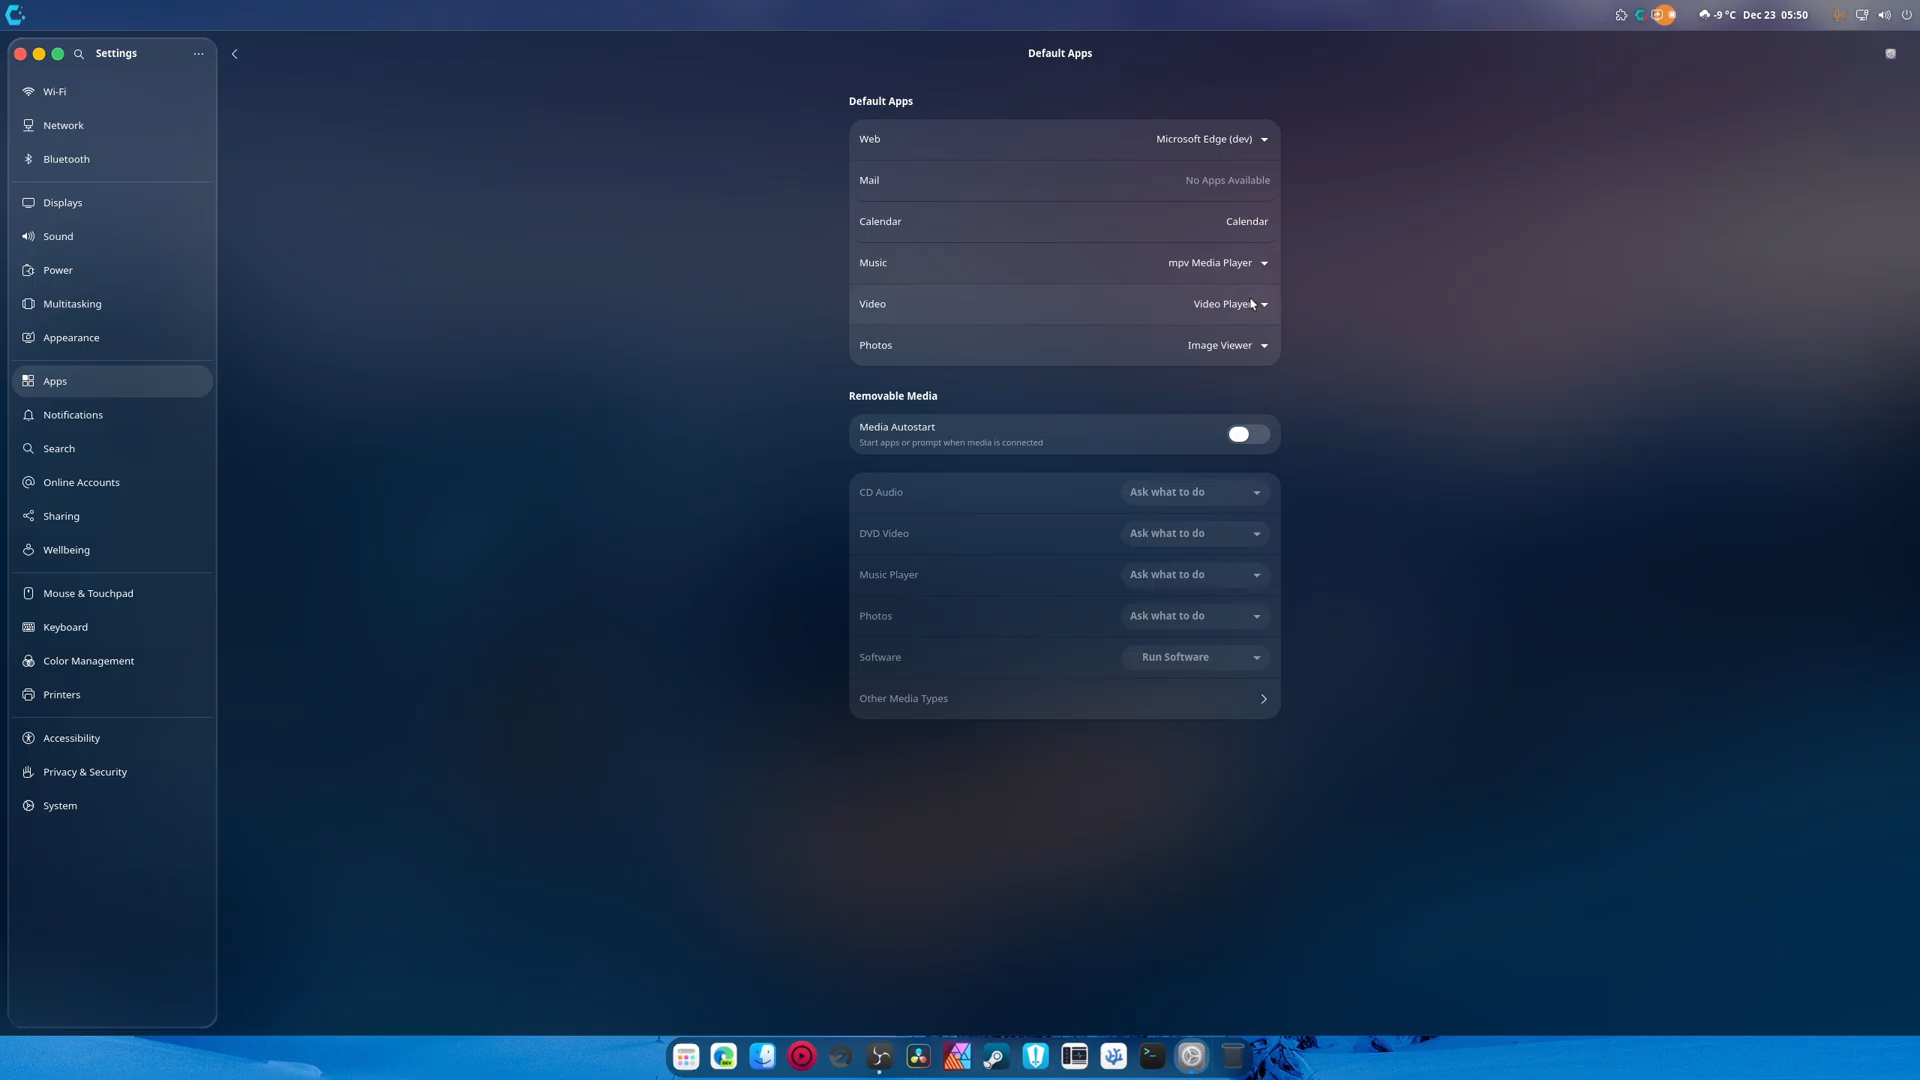 -9 °C Dec 23 05:50
Settings
Default Apps
Wi-Fi
Network
Bluetooth
Displays
Sound
Power
Multitasking
Appearance
Apps
Notifications
Search
Online Accounts
Sharing
Wellbeing
Mouse & Touchpad
Keyboard
Color Management
Printers
Accessibility
Privacy & Security
System
Default Apps
Web Microsoft Edge (dev)
Mail No Apps Available
Calendar Calendar
Music mpv Media Player
Video Video Player
Photos Image Viewer
Removable Media
Media Autostart
Start apps or prompt when media is connected
CD Audio Ask what to do
DVD Video Ask what to do
Music Player Ask what to do
Photos Ask what to do
Software Run Software
Other Media Types